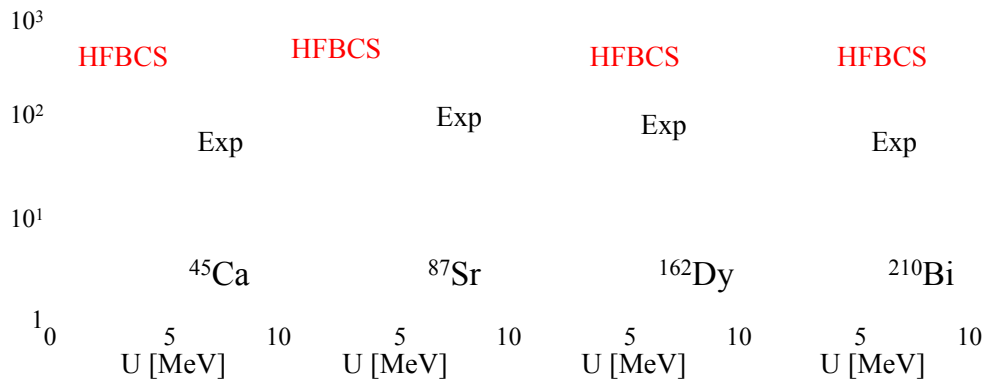 10³
HFBCS HFBCS HFBCS HFBCS
10²
Exp Exp Exp Exp
10¹
⁴⁵Ca ⁸⁷Sr ¹⁶²Dy ²¹⁰Bi
1
0 5 10 5 10 5 10 5 10
U [MeV] U [MeV] U [MeV] U [MeV]